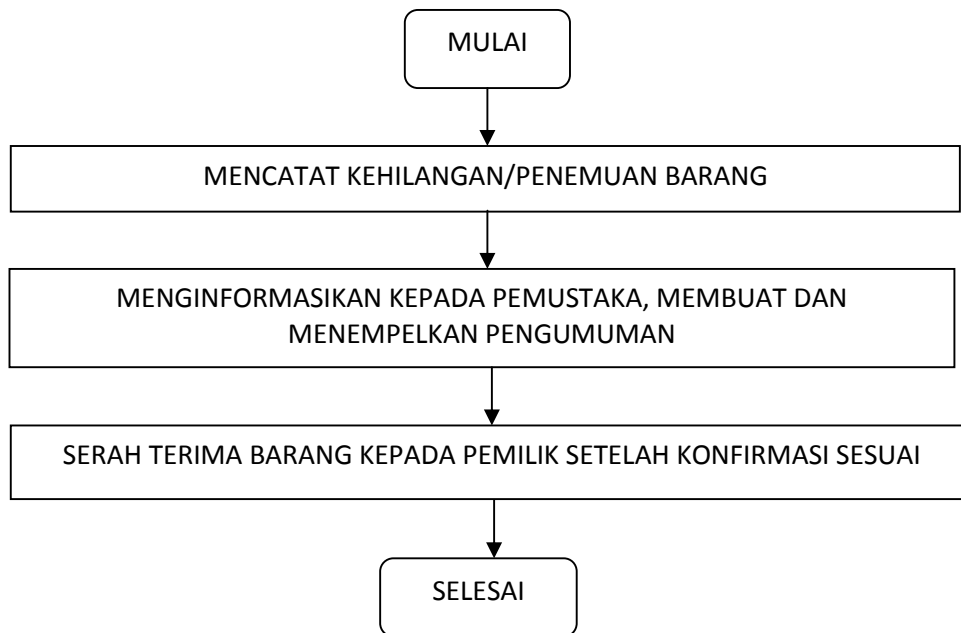 MULAI
MENCATAT KEHILANGAN/PENEMUAN BARANG
MENGINFORMASIKAN KEPADA PEMUSTAKA, MEMBUAT DAN
MENEMPELKAN PENGUMUMAN
SERAH TERIMA BARANG KEPADA PEMILIK SETELAH KONFIRMASI SESUAI
SELESAI